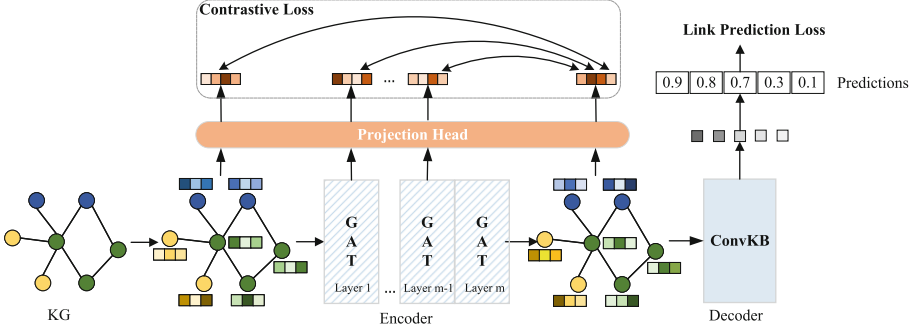 Contrastive Loss
Link Prediction Loss
...
0.9 0.8 0.7 0.3 0.1
Predictions
Projection Head
G A T
Layer 1
...
G A T
Layer m-1
G A T
Layer m
ConvKB
KG
Encoder
Decoder